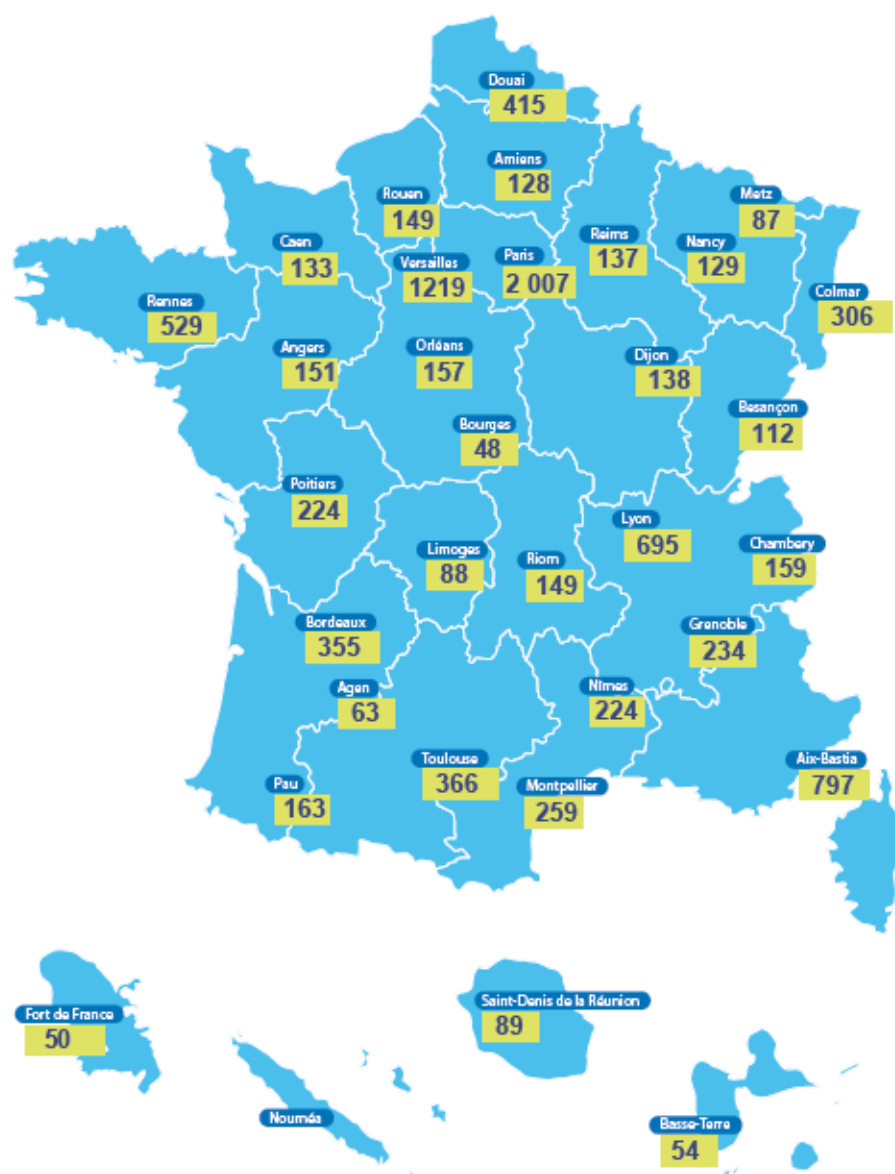 Douai
415
Amiens
128
Rouen
149
Metz
87
Reims
137
Nancy
129
Caen
133
Versailles
1219
Paris
2 007
Colmar
306
Rennes
529
Angers
151
Orléans
157
Dijon
138
Besançon
112
Bourges
48
Poitiers
224
Lyon
695
Chambery
159
Limoges
88
Riom
149
Bordeaux
355
Grenoble
234
Agen
63
Nîmes
224
Toulouse
366
Aix-Bastia
797
Pau
163
Montpellier
259
Fort de France
50
Saint-Denis de la Réunion
89
Nouméa
Basse-Terre
54